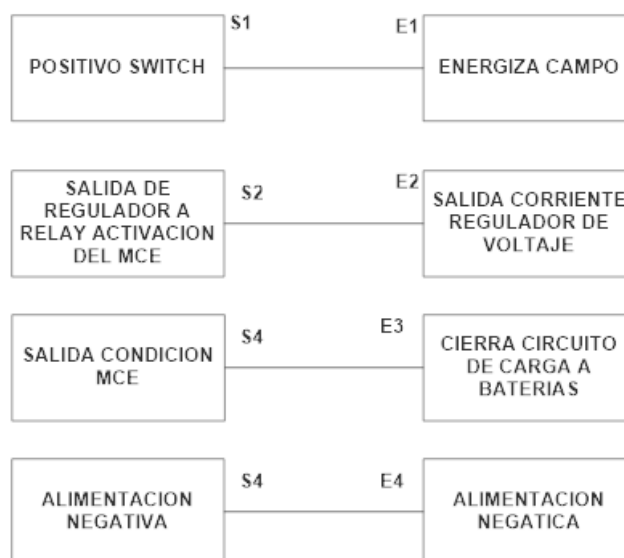 S1
E1
POSITIVO SWITCH
ENERGIZA CAMPO
SALIDA DE
REGULADOR A
RELAY ACTIVACION
DEL MCE
S2
E2
SALIDA CORRIENTE
REGULADOR DE
VOLTAJE
SALIDA CONDICION
MCE
S4
E3
CIERRA CIRCUITO
DE CARGA A
BATERIAS
ALIMENTACION
NEGATIVA
S4
E4
ALIMENTACION
NEGATICA